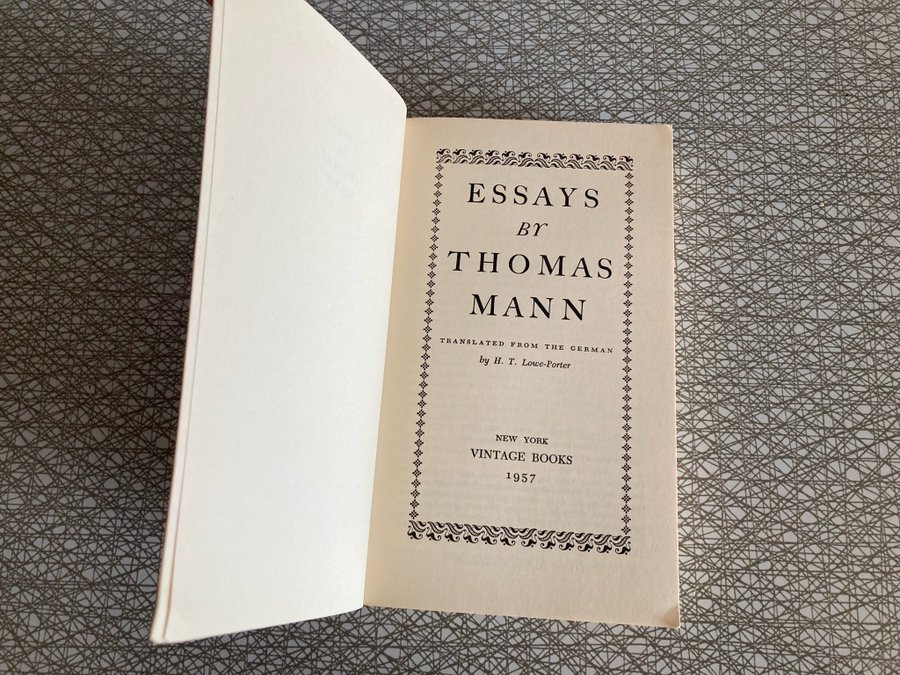 ESSAYS
BY
THOMAS
MANN
TRANSLATED FROM THE GERMAN
by H. T. Lowe-Porter
NEW YORK
VINTAGE BOOKS
1957